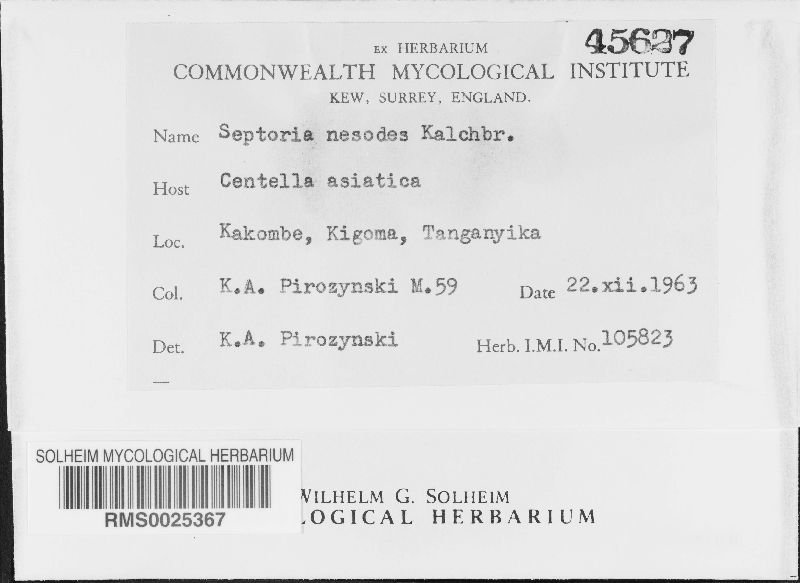 45627
EX HERBARIUM
COMMONWEALTH MYCOLOGICAL INSTITUTE
KEW, SURREY, ENGLAND.
Name Septoria nesodes Kalchbr.
Host Centella asiatica
Loc. Kakombe, Kigoma, Tanganyika
Col. K.A. Pirozynski M.59 Date 22.xii.1963
Det. K.A. Pirozynski Herb. I.M.I. No. 105823
SOLHEIM MYCOLOGICAL HERBARIUM
RMS0025367
WILHELM G. SOLHEIM
LOGICAL HERBARIUM